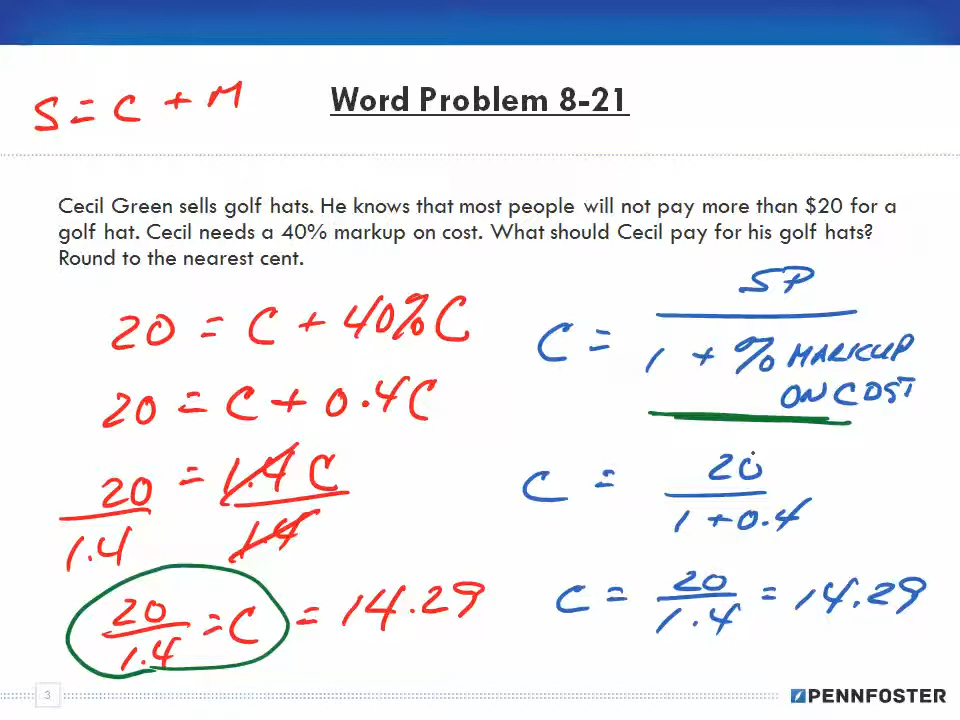 S = C + M
Word Problem 8-21
Cecil Green sells golf hats. He knows that most people will not pay more than $20 for a
golf hat. Cecil needs a 40% markup on cost. What should Cecil pay for his golf hats?
Round to the nearest cent.
20 = C + 40% C
20 = C + 0.4C
20 = 1.4 C
1.4 1.4
20 = C = 14.29
1.4
SP
C =
1 + % MARKUP
ON COST
C = 20
1 + 0.4
C = 20 = 14.29
1.4
3
PENNFOSTER